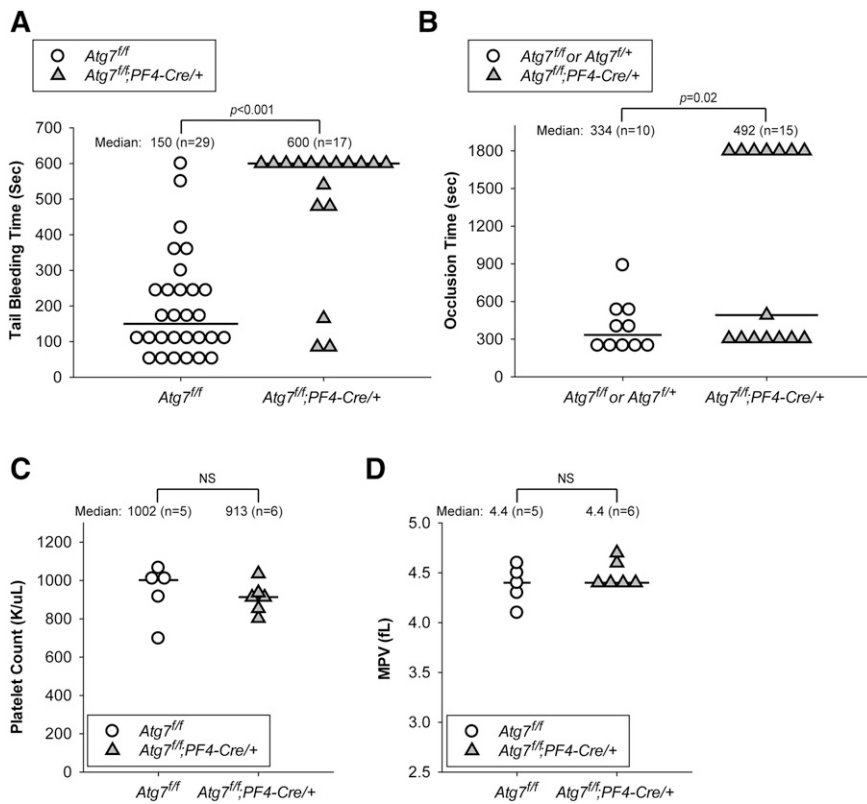 A
Atg7f/f
Atg7f/f;PF4-Cre/+
p<0.001
Median: 150 (n=29) 600 (n=17)
Tail Bleeding Time (Sec)
700
600
500
400
300
200
100
0
Atg7f/f Atg7f/f;PF4-Cre/+
B
Atg7f/f or Atg7f/+
Atg7f/f;PF4-Cre/+
p=0.02
Median: 334 (n=10) 492 (n=15)
Occlusion Time (sec)
1800
1500
1200
900
600
300
0
Atg7f/f or Atg7f/+ Atg7f/f;PF4-Cre/+
C
NS
Median: 1002 (n=5) 913 (n=6)
Platelet Count (K/uL)
1200
1000
800
600
400
200
0
Atg7f/f
Atg7f/f;PF4-Cre/+
Atg7f/f Atg7f/f;PF4-Cre/+
D
NS
Median: 4.4 (n=5) 4.4 (n=6)
MPV (fL)
5.0
4.5
4.0
3.5
3.0
2.5
Atg7f/f
Atg7f/f;PF4-Cre/+
Atg7f/f Atg7f/f;PF4-Cre/+